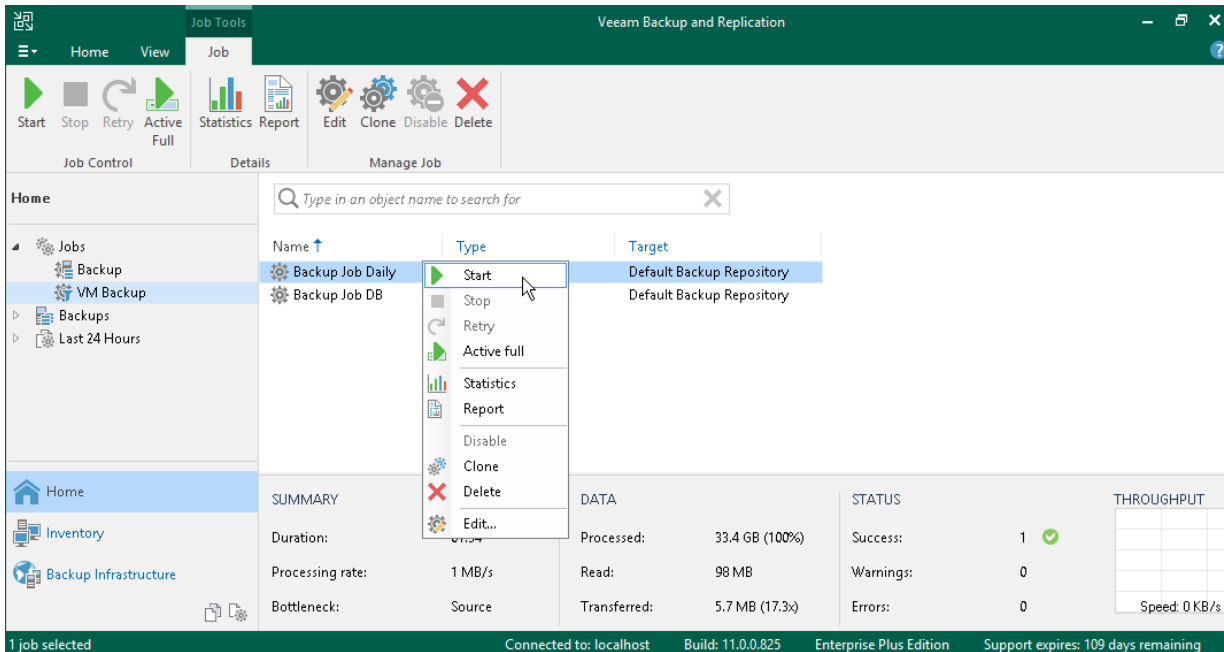 Job Tools
Veeam Backup and Replication
Home View Job
Start Stop Retry Active Full
Statistics Report
Edit Clone Disable Delete
Job Control Details Manage Job
Home
Type in an object name to search for
Jobs
Backup
VM Backup
Backups
Last 24 Hours
Name Type Target
Backup Job Daily Default Backup Repository
Backup Job DB Default Backup Repository
Start
Stop
Retry
Active full
Statistics
Report
Disable
Clone
Delete
Edit...
Home
Inventory
Backup Infrastructure
SUMMARY DATA STATUS THROUGHPUT
Duration: Processed: 33.4 GB (100%) Success: 1
Processing rate: 1 MB/s Read: 98 MB Warnings: 0
Bottleneck: Source Transferred: 5.7 MB (17.3x) Errors: 0 Speed: 0 KB/s
1 job selected Connected to: localhost Build: 11.0.0.825 Enterprise Plus Edition Support expires: 109 days remaining